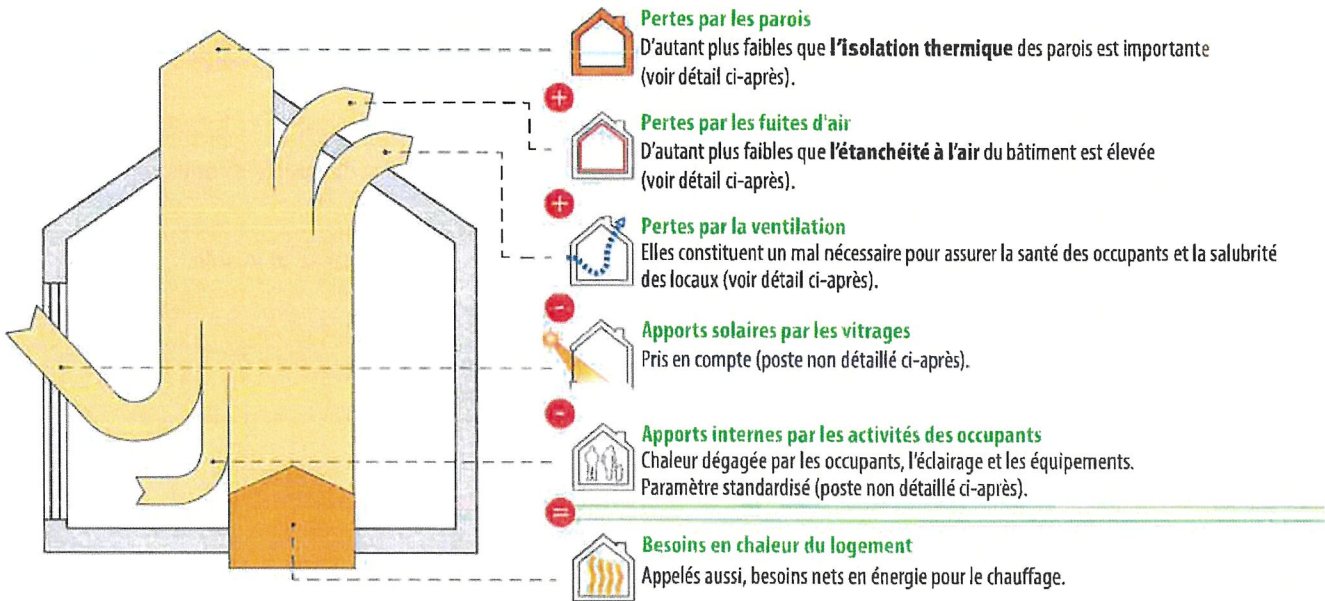 Pertes par les parois
D'autant plus faibles que l'isolation thermique des parois est importante
(voir détail ci-après).
+
Pertes par les fuites d'air
D'autant plus faibles que l'étanchéité à l'air du bâtiment est élevée
(voir détail ci-après).
+
Pertes par la ventilation
Elles constituent un mal nécessaire pour assurer la santé des occupants et la salubrité
des locaux (voir détail ci-après).
-
Apports solaires par les vitrages
Pris en compte (poste non détaillé ci-après).
-
Apports internes par les activités des occupants
Chaleur dégagée par les occupants, l'éclairage et les équipements.
Paramètre standardisé (poste non détaillé ci-après).
=
Besoins en chaleur du logement
Appelés aussi, besoins nets en énergie pour le chauffage.